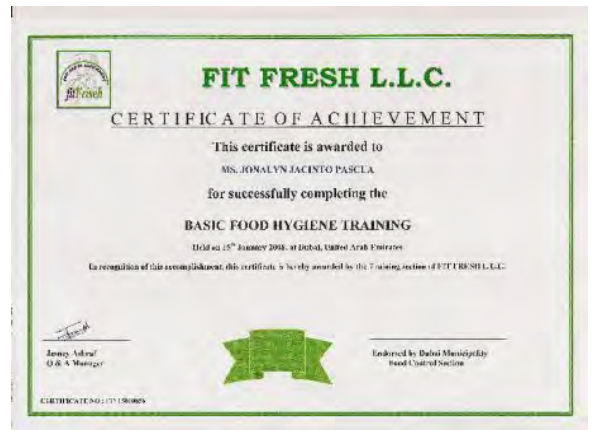 fitFrisch
FIT FRESH L.L.C.
CERTIFICATE OF ACHIEVEMENT
This certificate is awarded to
MS. JONALYN JACINTO PASCUA
for successfully completing the
BASIC FOOD HYGIENE TRAINING
Held on 15th January 2008, at Dubai, United Arab Emirates
In recognition of this accomplishment, this certificate is hereby awarded by the Training section of FIT FRESH L.L.C.
Ashraf
Q & A Manager
Endorsed by Dubai Municipality
Food Control Section
CERTIFICATE NO :